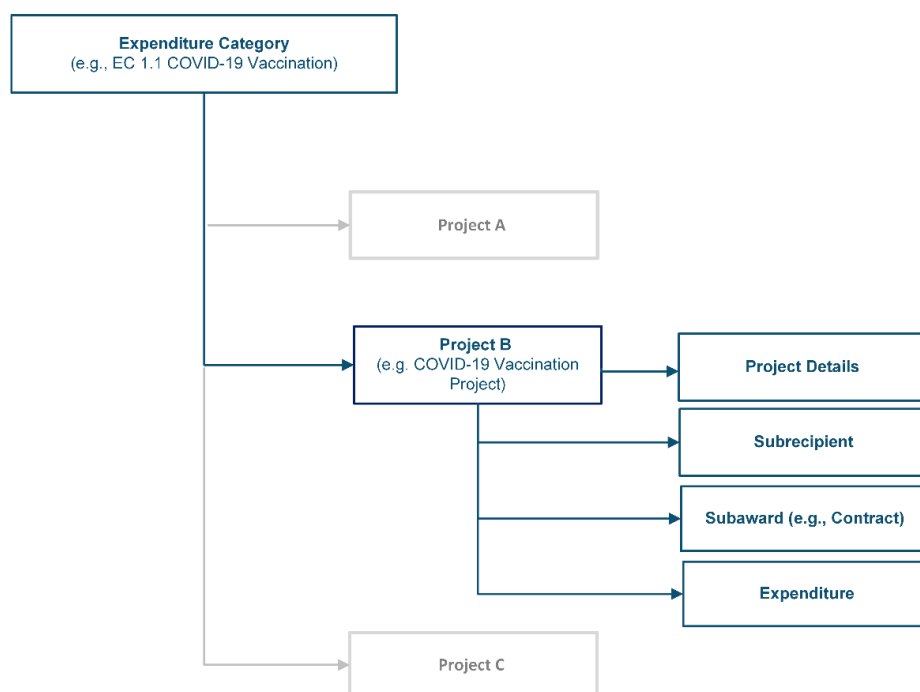 Expenditure Category
(e.g., EC 1.1 COVID-19 Vaccination)
Project A
Project B
(e.g. COVID-19 Vaccination
Project)
Project Details
Subrecipient
Subaward (e.g., Contract)
Expenditure
Project C